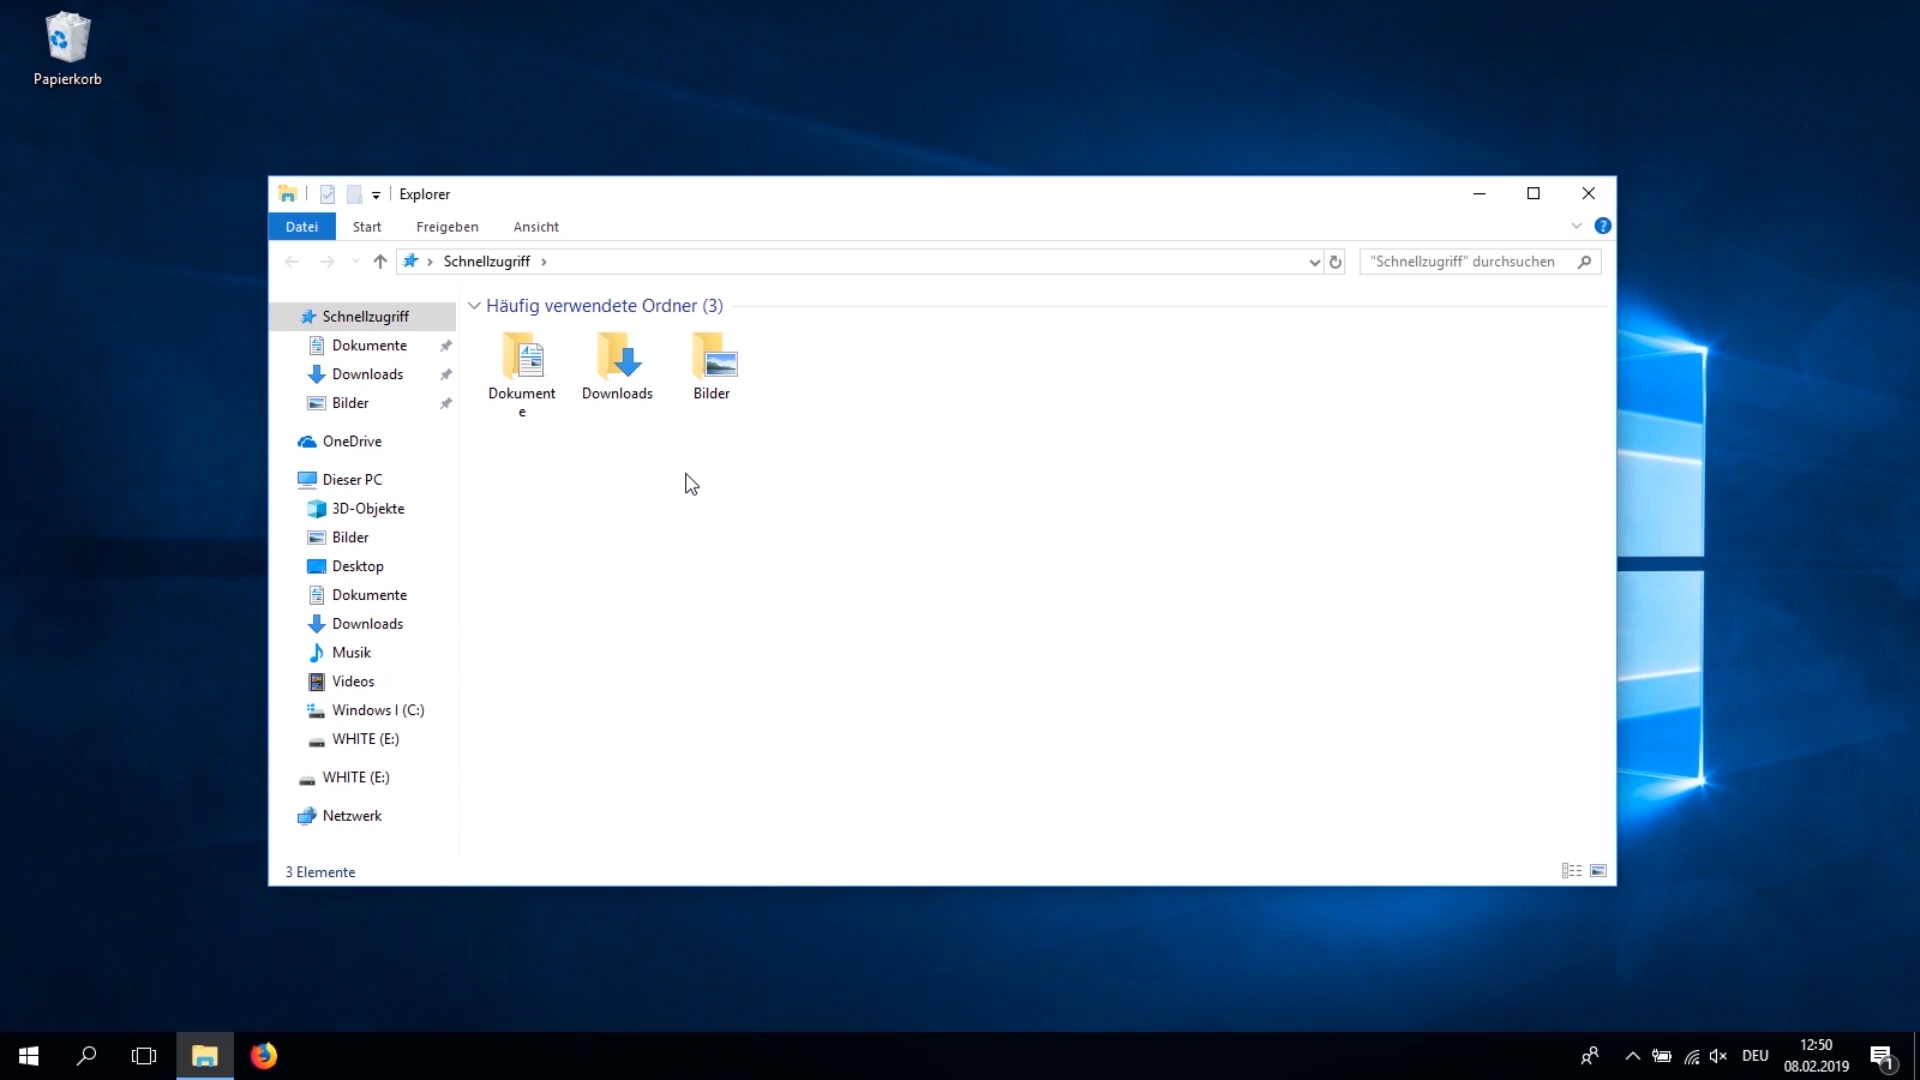 Papierkorb
Explorer
Datei Start Freigeben Ansicht ?
Schnellzugriff "Schnellzugriff" durchsuchen
Schnellzugriff
Dokumente
Downloads
Bilder
OneDrive
Dieser PC
3D-Objekte
Bilder
Desktop
Dokumente
Downloads
Musik
Videos
Windows I (C:)
WHITE (E:)
WHITE (E:)
Netzwerk
Häufig verwendete Ordner (3)
Dokument
e
Downloads
Bilder
3 Elemente
DEU
12:50
08.02.2019
1